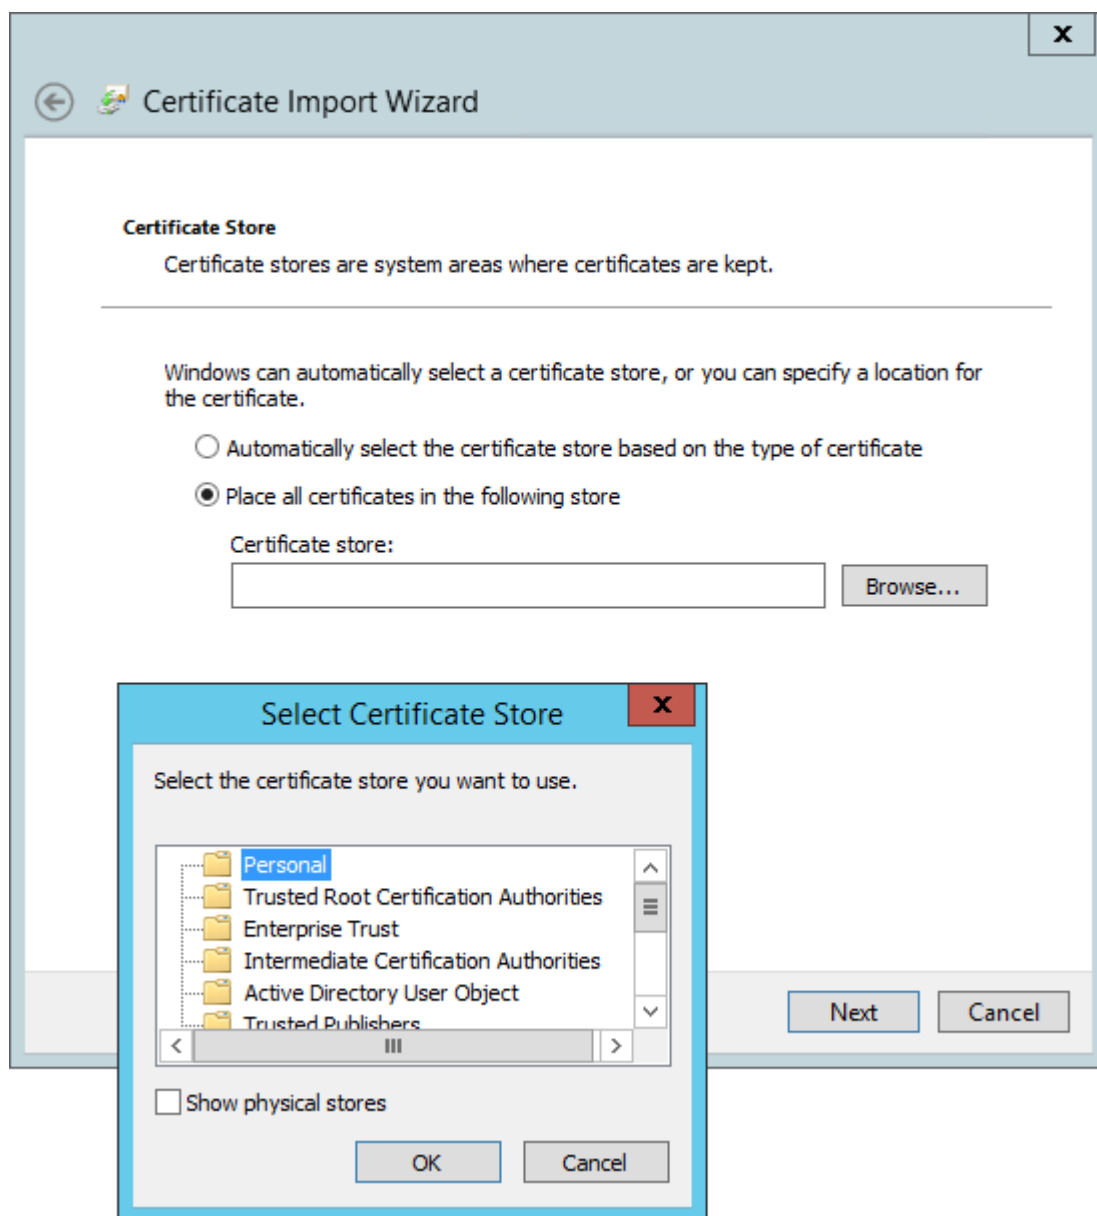 x
Certificate Import Wizard
Certificate Store
Certificate stores are system areas where certificates are kept.
Windows can automatically select a certificate store, or you can specify a location for
the certificate.
Automatically select the certificate store based on the type of certificate
Place all certificates in the following store
Certificate store:
Browse...
Select Certificate Store
x
Select the certificate store you want to use.
Personal
Trusted Root Certification Authorities
Enterprise Trust
Intermediate Certification Authorities
Active Directory User Object
Trusted Publishers
Show physical stores
OK
Cancel
Next
Cancel